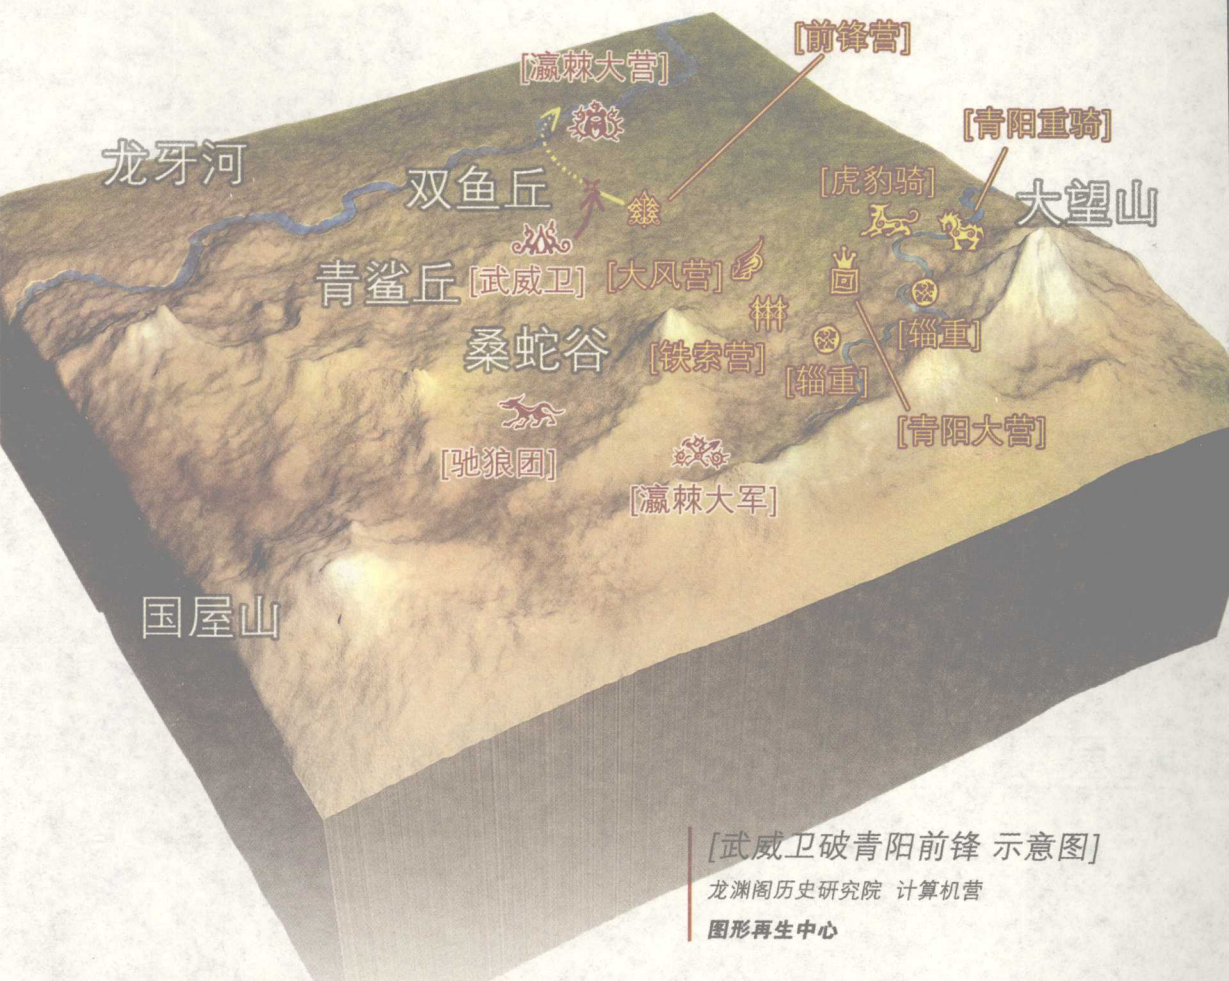 [前锋营]
[瀛棘大营]
[青阳重骑]
龙牙河
双鱼丘
[虎豹骑]
大望山
青鲨丘
[武威卫]
[大风营]
桑蛇谷
[铁索营]
[辎重]
[辎重]
[青阳大营]
[驰狼团]
[瀛棘大军]
国屋山
[武威卫破青阳前锋 示意图]
龙渊阁历史研究院 计算机营
图形再生中心